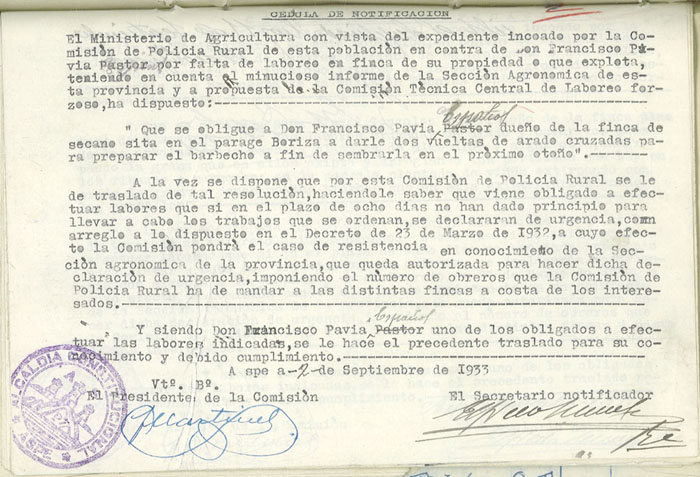 CEDULA DE NOTIFICACION
El Ministerio de Agricultura con vista del expediente incoado por la Co-
misión de Policia Rural de esta población en contra de Don Francisco Pa-
via Pastor por falta de laboreo en finca de su propiedad o que explota,
teniendo en cuenta el minucioso informe de la Sección Agronomica de es-
ta provincia y a propuesta de la Comisión Técnica Central de Laboreo for-
zoso,ha dispuesto:
Español
" Que se obligue a Don Francisco Pavia Pastor dueño de la finca de
secano sita en el parage Boriza a darle dos vueltas de arado cruzadas pa-
ra preparar el barbecho a fin de sembrarla en el próximo otoño".
A la vez se dispone que por esta Comisión de Policia Rural se le
de traslado de tal resolución,haciendole saber que viene obligado a efec-
tuar labores que si en el plazo de ocho dias no han dado principio para
llevar a cabo los trabajos que se ordenan,se declararan de urgencia,con
arreglo a lo dispuesto en el Decreto de 23 de Marzo de I932,a cuyo efec-
to la Comisión pondrá el caso de resistencia en conocimiento de la Sec-
ción agronomica de la provincia,que queda autorizada para hacer dicha de-
claración de urgencia,imponiendo el número de obreros que la Comisión de
Policia Rural ha de mandar a las distintas fincas a costa de los intere-
sados.
Español
Y siendo Don Francisco Pavia Pastor uno de los obligados a efec-
tuar las labores indicadas,se le hace el precedente traslado para su co-
nocimiento y debido cumplimiento.
A spe a-2-de Septiembre de I933
Vtº. Bº.
El Presidente de la Comisión
El Secretario notificador
ALCALDIA CONSTITUCIONAL
ASPE